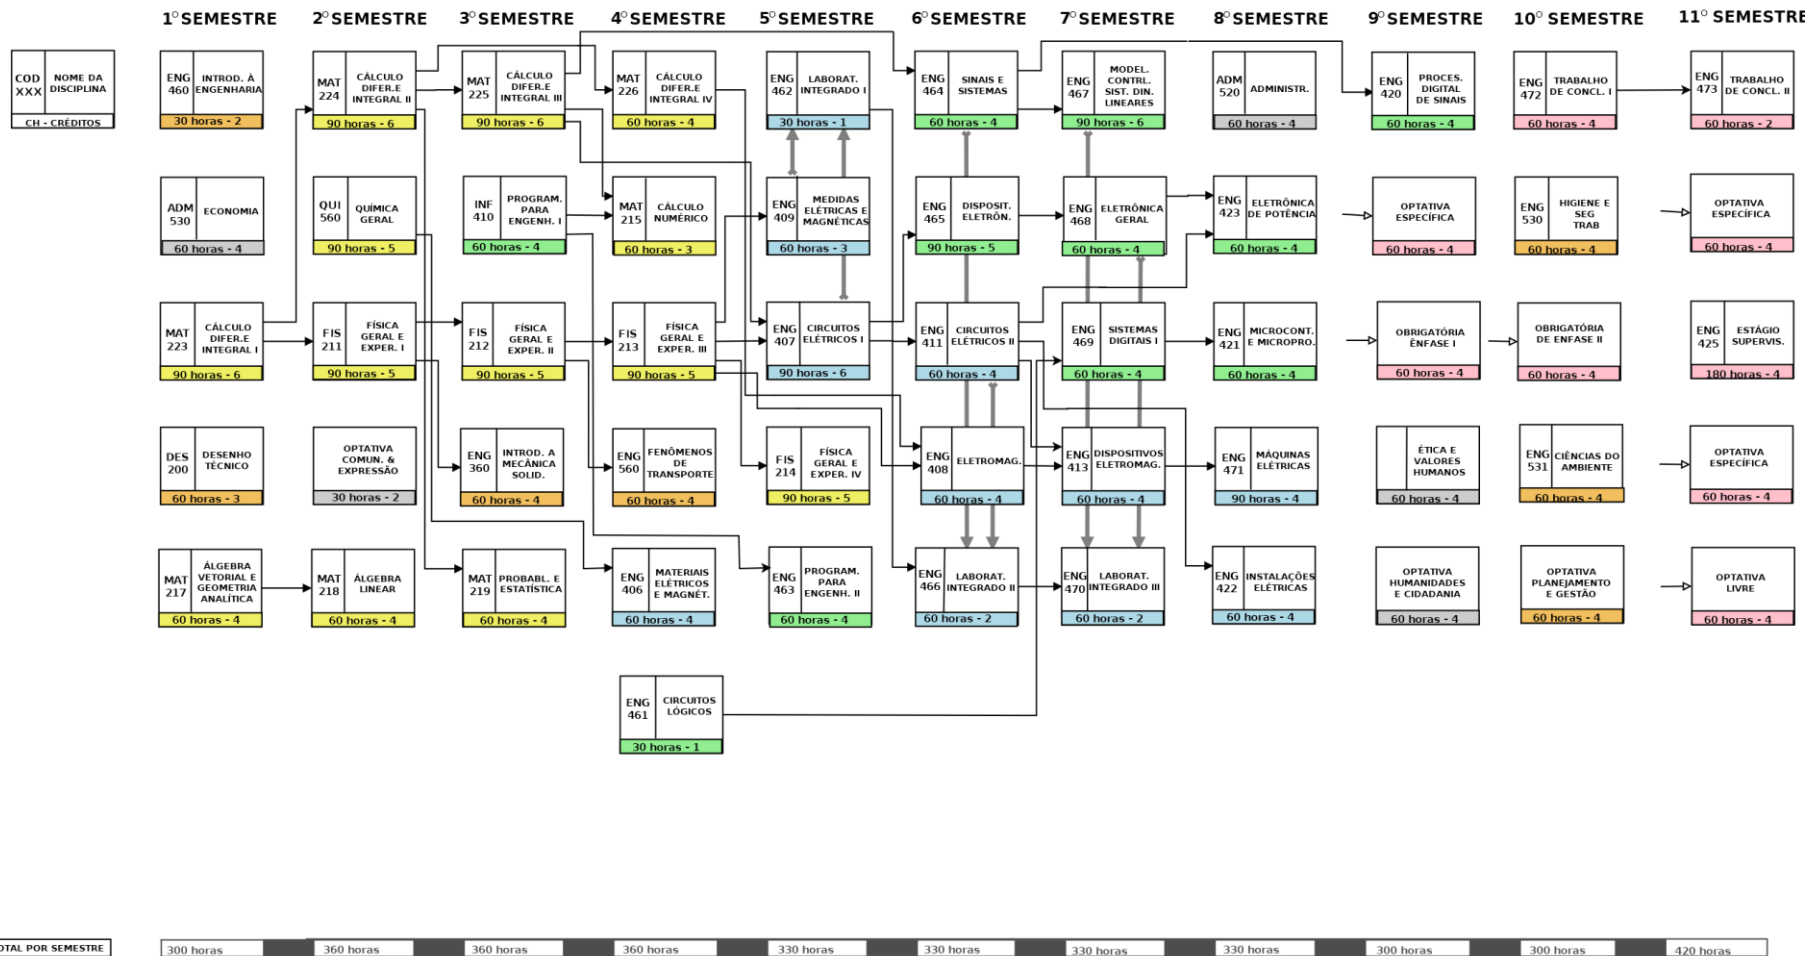 1º SEMESTRE
2º SEMESTRE
3º SEMESTRE
4º SEMESTRE
5º SEMESTRE
6º SEMESTRE
7º SEMESTRE
8º SEMESTRE
9º SEMESTRE
10º SEMESTRE
11º SEMESTRE
COD
XXX
NOME DA
DISCIPLINA
CH - CRÉDITOS
ENG
460
INTROD. À
ENGENHARIA
30 horas - 2
MAT
224
CÁLCULO
DIFER.E
INTEGRAL II
90 horas - 6
MAT
225
CÁLCULO
DIFER.E
INTEGRAL III
90 horas - 6
MAT
226
CÁLCULO
DIFER.E
INTEGRAL IV
60 horas - 4
ENG
462
LABORAT.
INTEGRADO I
30 horas - 1
ENG
464
SINAIS E
SISTEMAS
60 horas - 4
ENG
467
MODEL.
CONTRL.
SIST. DIN.
LINEARES
90 horas - 6
ADM
520
ADMINISTR.
60 horas - 4
ENG
420
PROCES.
DIGITAL
DE SINAIS
60 horas - 4
ENG
472
TRABALHO
DE CONCL. I
60 horas - 4
ENG
473
TRABALHO
DE CONCL. II
60 horas - 2
ADM
530
ECONOMIA
60 horas - 4
QUI
560
QUÍMICA
GERAL
90 horas - 5
INF
410
PROGRAM.
PARA
ENGENH. I
60 horas - 4
MAT
215
CÁLCULO
NUMÉRICO
60 horas - 3
ENG
409
MEDIDAS
ELÉTRICAS E
MAGNÉTICAS
60 horas - 3
ENG
465
DISPOSIT.
ELETRÔN.
90 horas - 5
ENG
468
ELETRÔNICA
GERAL
60 horas - 4
ENG
423
ELETRÔNICA
DE POTÊNCIA
60 horas - 4
OPTATIVA
ESPECÍFICA
60 horas - 4
ENG
530
HIGIENE E
SEG
TRAB
60 horas - 4
OPTATIVA
ESPECÍFICA
60 horas - 4
MAT
223
CÁLCULO
DIFER.E
INTEGRAL I
90 horas - 6
FIS
211
FÍSICA
GERAL E
EXPER. I
90 horas - 5
FIS
212
FÍSICA
GERAL E
EXPER. II
90 horas - 5
FIS
213
FÍSICA
GERAL E
EXPER. III
90 horas - 5
ENG
407
CIRCUITOS
ELÉTRICOS I
90 horas - 6
ENG
411
CIRCUITOS
ELÉTRICOS II
60 horas - 4
ENG
469
SISTEMAS
DIGITAIS I
60 horas - 4
ENG
421
MICROCONT.
E MICROPRO.
60 horas - 4
OBRIGATÓRIA
ÊNFASE I
60 horas - 4
OBRIGATÓRIA
DE ENFASE II
60 horas - 4
ENG
425
ESTÁGIO
SUPERVIS.
180 horas - 4
DES
200
DESENHO
TÉCNICO
60 horas - 3
OPTATIVA
COMUN. &
EXPRESSÃO
30 horas - 2
ENG
360
INTROD. A
MECÂNICA
SOLID.
60 horas - 4
ENG
560
FENÔMENOS
DE
TRANSPORTE
60 horas - 4
FIS
214
FÍSICA
GERAL E
EXPER. IV
90 horas - 5
ENG
408
ELETROMAG.
60 horas - 4
ENG
413
DISPOSITIVOS
ELETROMAG.
60 horas - 4
ENG
471
MÁQUINAS
ELÉTRICAS
90 horas - 4
ÉTICA E
VALORES
HUMANOS
60 horas - 4
ENG
531
CIÊNCIAS DO
AMBIENTE
60 horas - 4
OPTATIVA
ESPECÍFICA
60 horas - 4
MAT
217
ÁLGEBRA
VETORIAL E
GEOMETRIA
ANALÍTICA
60 horas - 4
MAT
218
ÁLGEBRA
LINEAR
60 horas - 4
MAT
219
PROBABL. E
ESTATÍSTICA
60 horas - 4
ENG
406
MATERIAIS
ELÉTRICOS
E MAGNÉT.
60 horas - 4
ENG
463
PROGRAM.
PARA
ENGENH. II
60 horas - 4
ENG
466
LABORAT.
INTEGRADO II
60 horas - 2
ENG
470
LABORAT.
INTEGRADO III
60 horas - 2
ENG
422
INSTALAÇÕES
ELÉTRICAS
60 horas - 4
OPTATIVA
HUMANIDADES
E CIDADANIA
60 horas - 4
OPTATIVA
PLANEJAMENTO
E GESTÃO
60 horas - 4
OPTATIVA
LIVRE
60 horas - 4
ENG
461
CIRCUITOS
LÓGICOS
30 horas - 1
OTAL POR SEMESTRE
300 horas
360 horas
360 horas
360 horas
330 horas
330 horas
330 horas
330 horas
300 horas
300 horas
420 horas